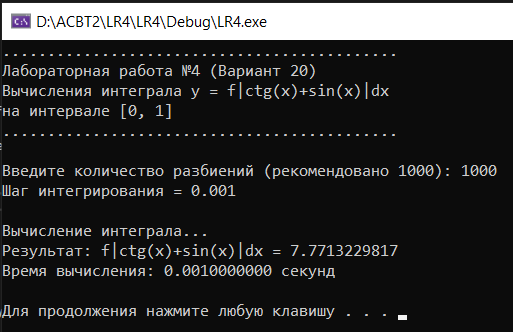 D:\ACBT2\LR4\LR4\Debug\LR4.exe
...........................................
Лабораторная работа №4 (Вариант 20)
Вычисления интеграла y = f|ctg(x)+sin(x)|dx
на интервале [0, 1]
...........................................
Введите количество разбиений (рекомендовано 1000): 1000
Шаг интегрирования = 0.001
Вычисление интеграла...
Результат: f|ctg(x)+sin(x)|dx = 7.7713229817
Время вычисления: 0.0010000000 секунд
Для продолжения нажмите любую клавишу . . .